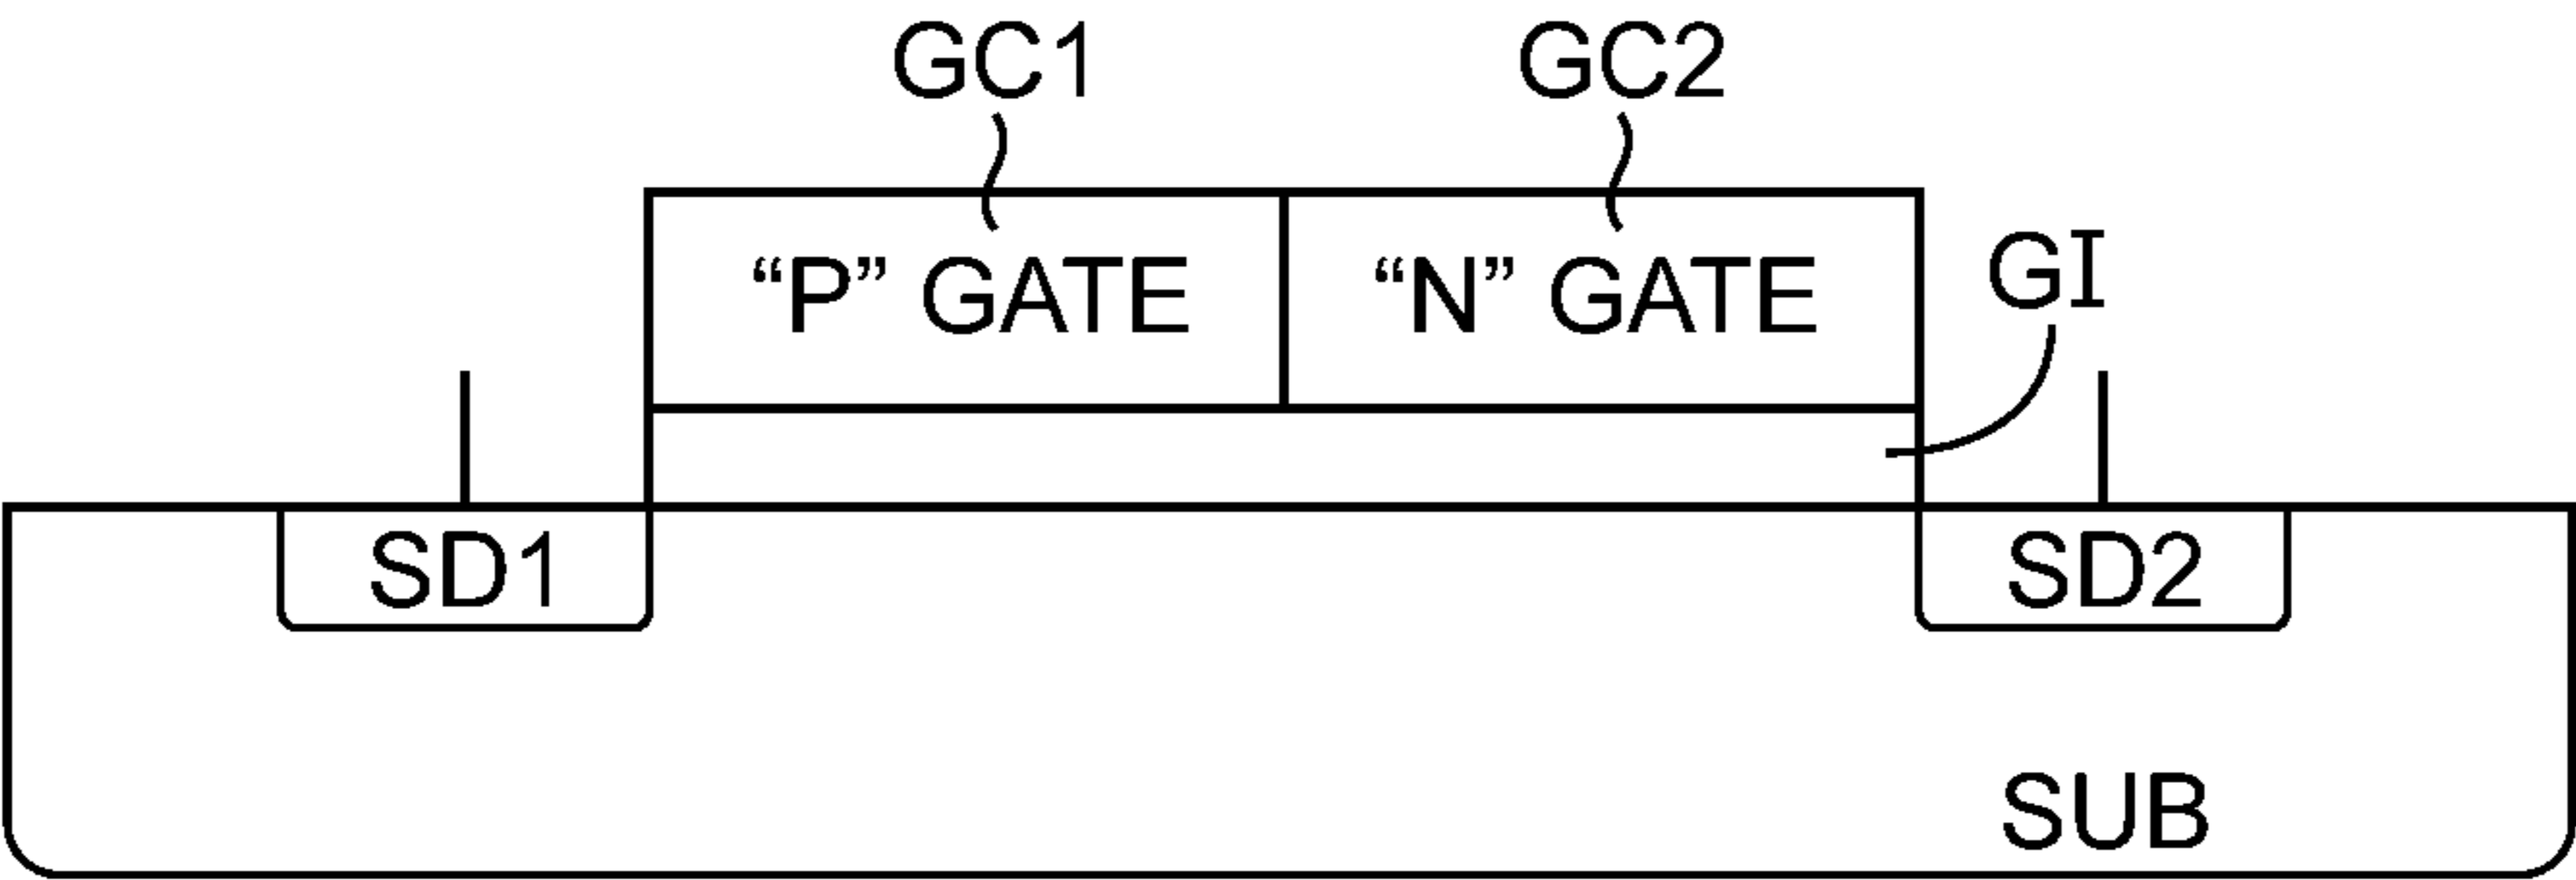 GC1
GC2
“P” GATE
“N” GATE
GI
SD1
SD2
SUB